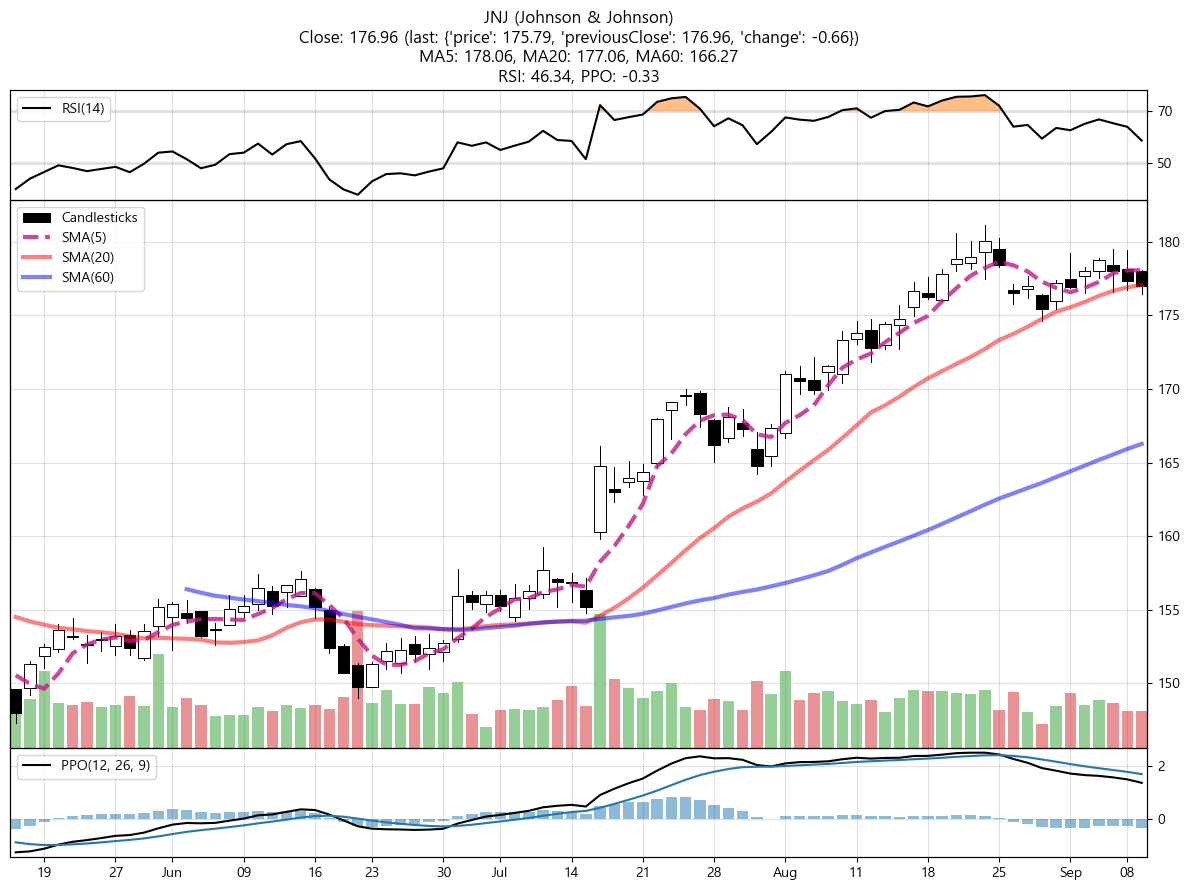 JNJ (Johnson & Johnson)
Close: 176.96 (last: {'price': 175.79, 'previousClose': 176.96, 'change': -0.66})
MA5: 178.06, MA20: 177.06, MA60: 166.27
RSI: 46.34, PPO: -0.33
RSI(14)
70
50
Candlesticks
SMA(5)
SMA(20)
SMA(60)
180
175
170
165
160
155
150
PPO(12, 26, 9)
2
0
19 27 Jun 09 16 23 30 Jul 14 21 28 Aug 11 18 25 Sep 08